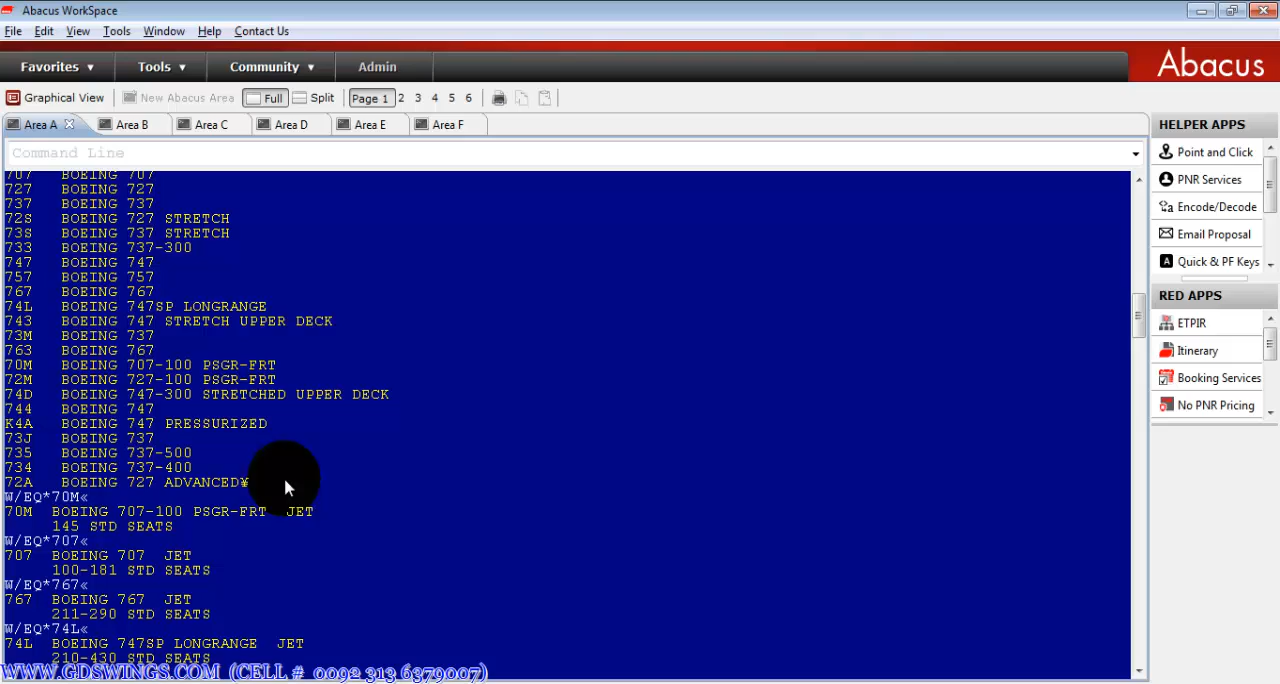 Abacus WorkSpace
File Edit View Tools Window Help Contact Us
Favorites ▼ Tools ▼ Community ▼ Admin
Abacus
Graphical View New Abacus Area Full Split Page 1 2 3 4 5 6
Area A Area B Area C Area D Area E Area F
Command Line
707 BOEING 707
727 BOEING 727
737 BOEING 737
72S BOEING 727 STRETCH
73S BOEING 737 STRETCH
733 BOEING 737-300
747 BOEING 747
757 BOEING 757
767 BOEING 767
74L BOEING 747SP LONGRANGE
743 BOEING 747 STRETCH UPPER DECK
73M BOEING 737
763 BOEING 767
70M BOEING 707-100 PSGR-FRT
72M BOEING 727-100 PSGR-FRT
74D BOEING 747-300 STRETCHED UPPER DECK
744 BOEING 747
K4A BOEING 747 PRESSURIZED
73J BOEING 737
735 BOEING 737-500
734 BOEING 737-400
72A BOEING 727 ADVANCED¥
W/EQ*70M«
70M BOEING 707-100 PSGR-FRT JET
145 STD SEATS
W/EQ*707«
707 BOEING 707 JET
100-181 STD SEATS
W/EQ*767«
767 BOEING 767 JET
211-290 STD SEATS
W/EQ*74L«
74L BOEING 747SP LONGRANGE JET
210-430 STD SEATS
WWW.GDSWINGS.COM (CELL # 0092 313 6379007)
HELPER APPS
Point and Click
PNR Services
Encode/Decode
Email Proposal
Quick & PF Keys
RED APPS
ETPIR
Itinerary
Booking Services
No PNR Pricing